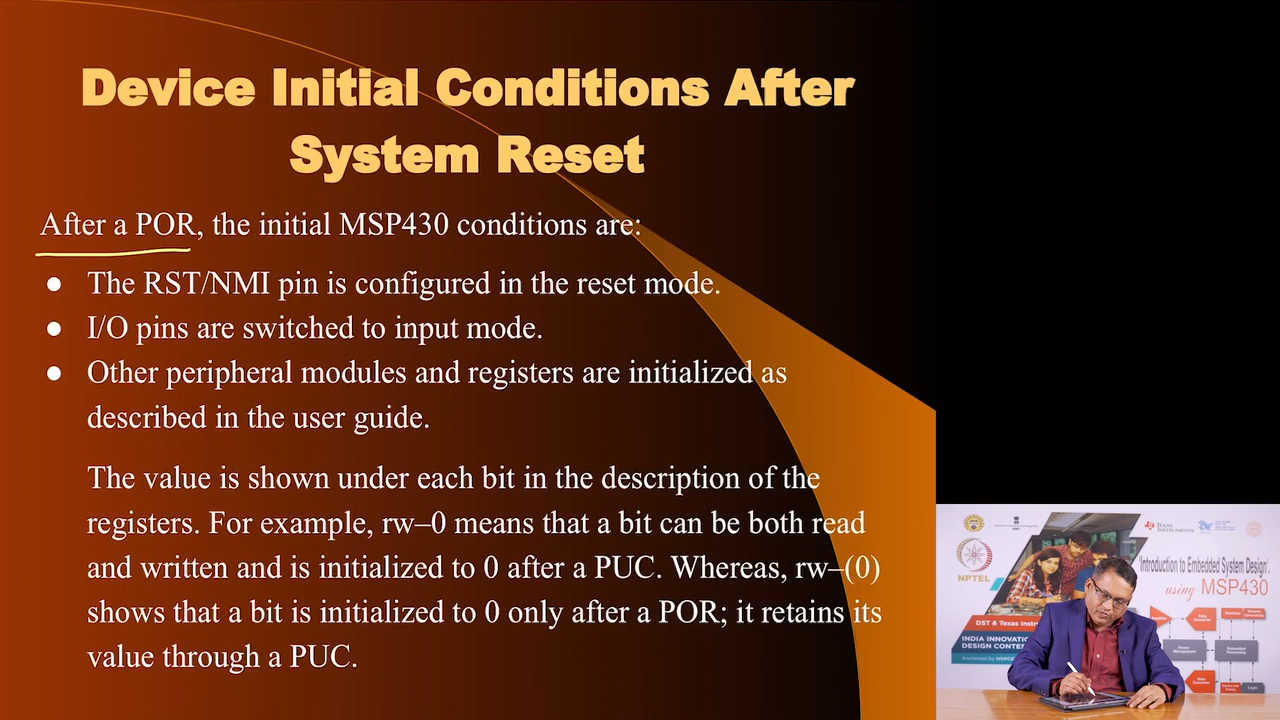 Device Initial Conditions After
System Reset
After a POR, the initial MSP430 conditions are:
● The RST/NMI pin is configured in the reset mode.
● I/O pins are switched to input mode.
● Other peripheral modules and registers are initialized as
described in the user guide.
The value is shown under each bit in the description of the
registers. For example, rw–0 means that a bit can be both read
and written and is initialized to 0 after a PUC. Whereas, rw–(0)
shows that a bit is initialized to 0 only after a POR; it retains its
value through a PUC.
NPTEL
'Introduction to Embedded System Design'
using MSP430
DST & Texas Instr
INDIA INNOVATIO
DESIGN CONTES